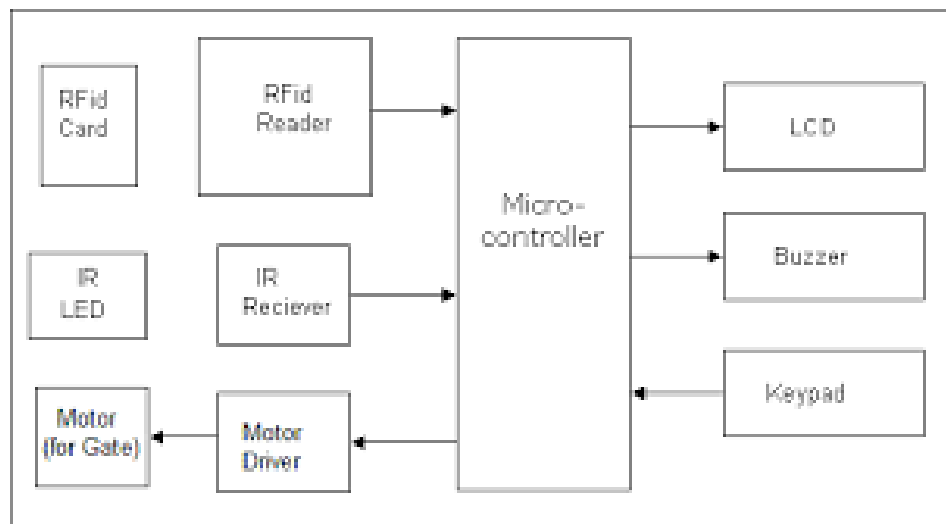 RFid
Card
RFid
Reader
Micro-
controller
LCD
Buzzer
Keypad
IR
LED
IR
Reciever
Motor
(for Gate)
Motor
Driver